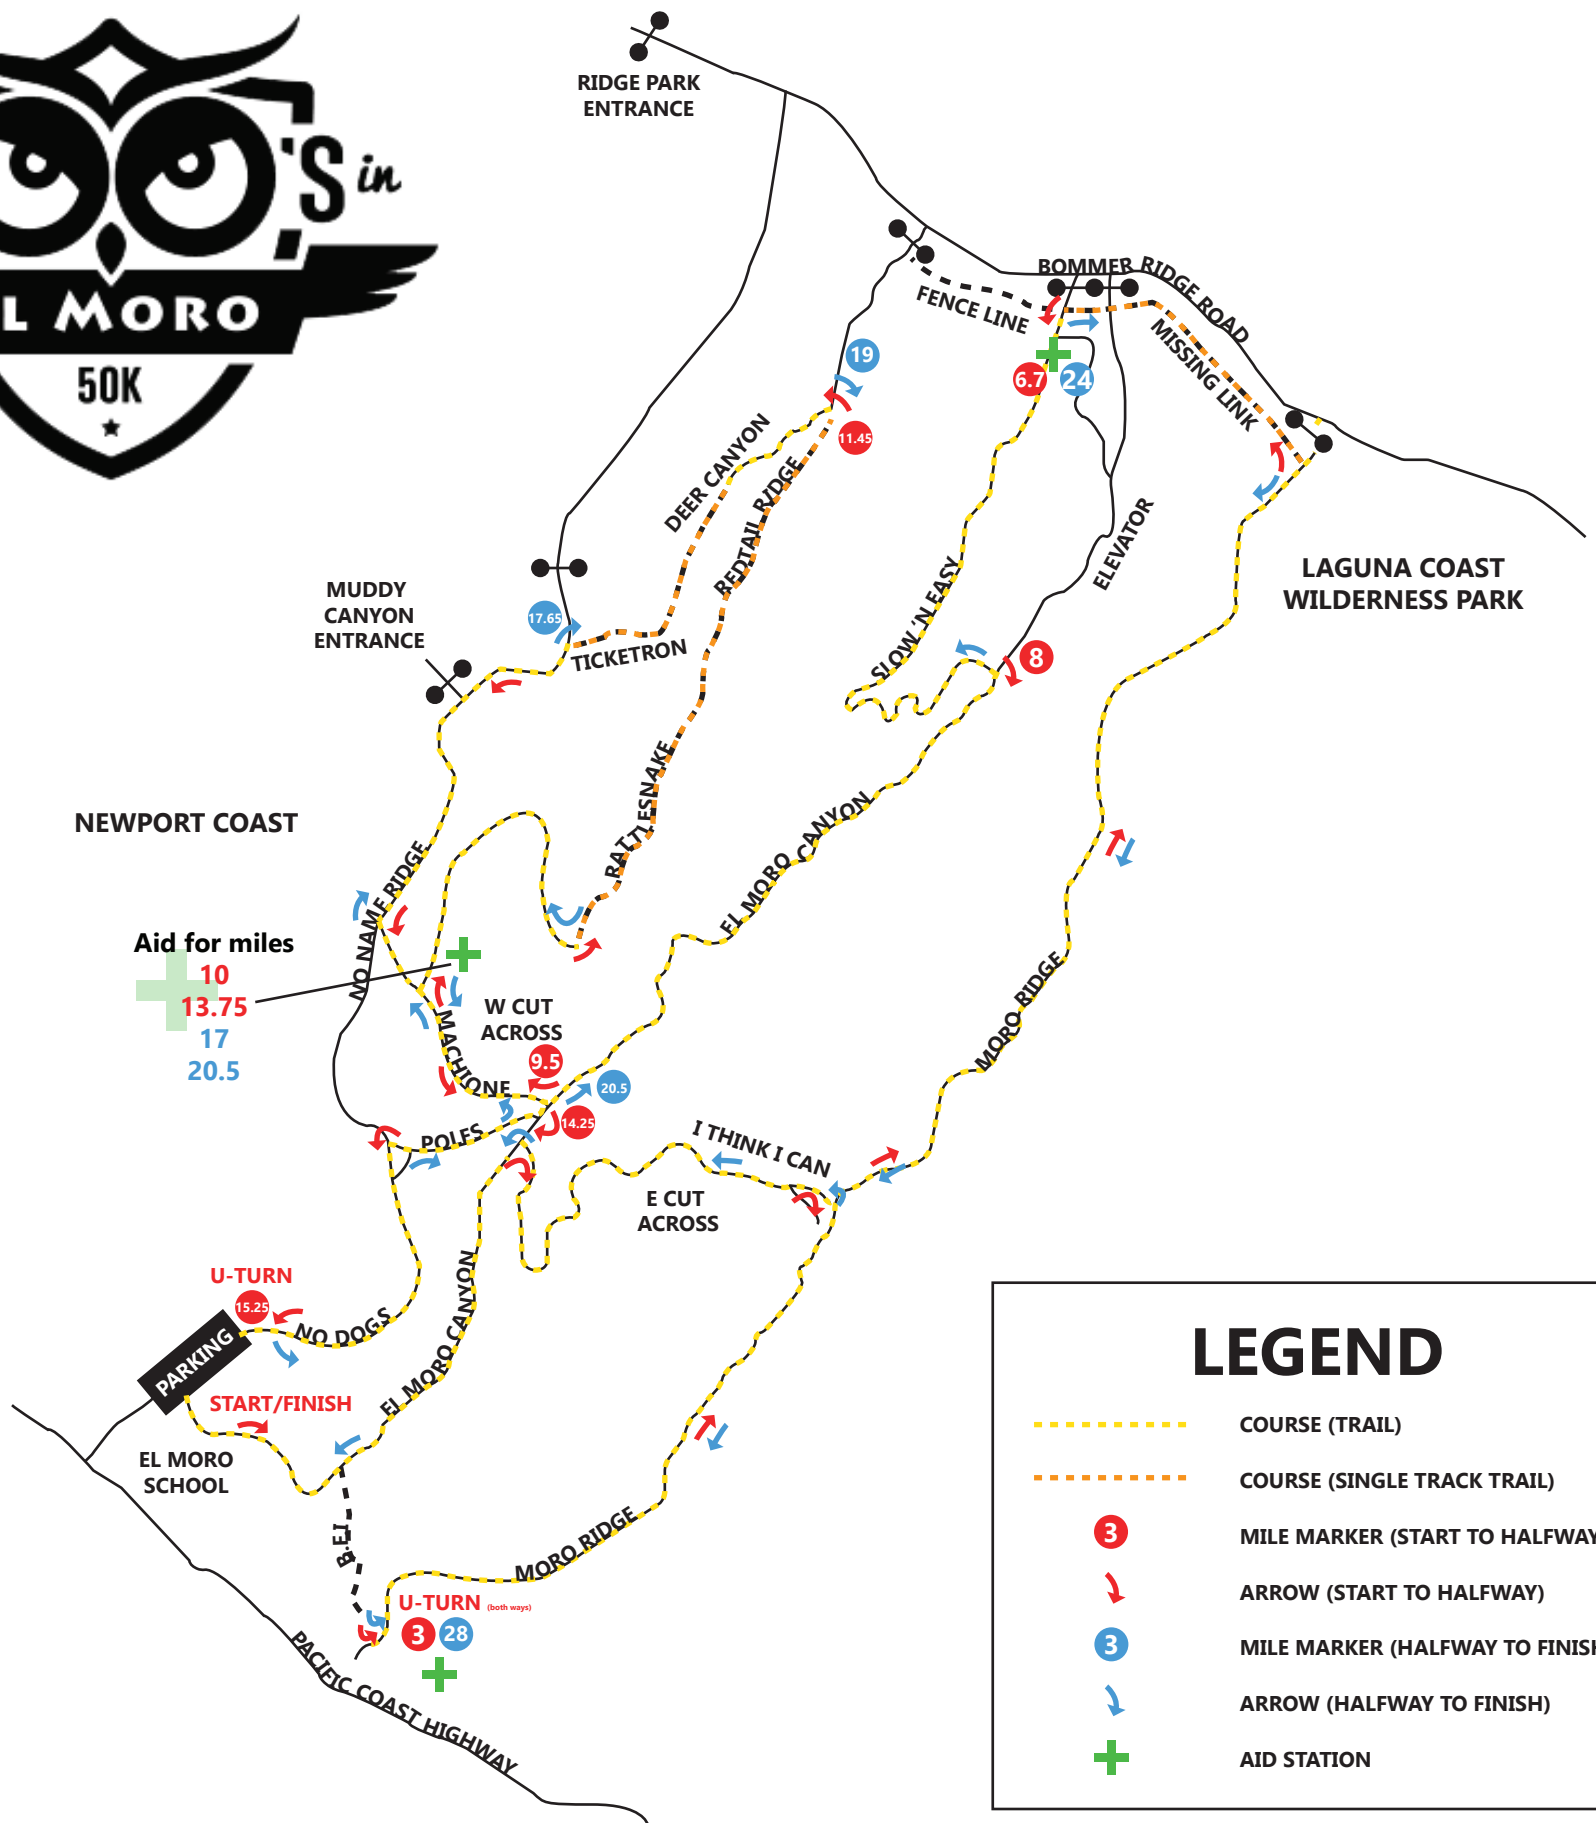 'S in
L MORO
50K
RIDGE PARK
ENTRANCE
BOMMER RIDGE ROAD
FENCE LINE
MISSING LINK
19
6.7
24
11.45
DEER CANYON
REDTAIL RIDGE
ELEVATOR
LAGUNA COAST
WILDERNESS PARK
MUDDY
CANYON
ENTRANCE
17.65
TICKETRON
SLOW 'N EASY
8
RATTLESNAKE
NEWPORT COAST
EL MORO CANYON
NO NAME RIDGE
Aid for miles
10
13.75
17
20.5
W CUT
ACROSS
MACHIONE
9.5
20.5
14.25
MORO RIDGE
POLES
I THINK I CAN
E CUT
ACROSS
U-TURN
15.25
NO DOGS
PARKING
START/FINISH
EL MORO CANYON
EL MORO
SCHOOL
B.F.I
MORO RIDGE
U-TURN (both ways)
3
28
PACIFIC COAST HIGHWAY
LEGEND
COURSE (TRAIL)
COURSE (SINGLE TRACK TRAIL)
3
MILE MARKER (START TO HALFWAY
ARROW (START TO HALFWAY)
3
MILE MARKER (HALFWAY TO FINISH
ARROW (HALFWAY TO FINISH)
AID STATION